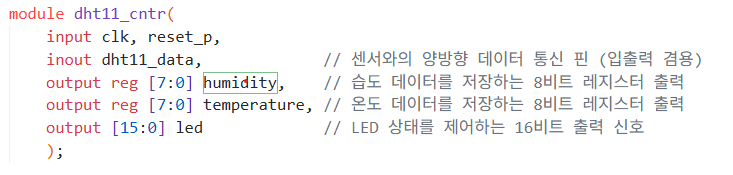 module dht11_cntr(
    input clk, reset_p,
    inout dht11_data,               // 센서와의 양방향 데이터 통신 핀 (입출력 겸용)
    output reg [7:0] humidity,    // 습도 데이터를 저장하는 8비트 레지스터 출력
    output reg [7:0] temperature, // 온도 데이터를 저장하는 8비트 레지스터 출력
    output [15:0] led               // LED 상태를 제어하는 16비트 출력 신호
    );